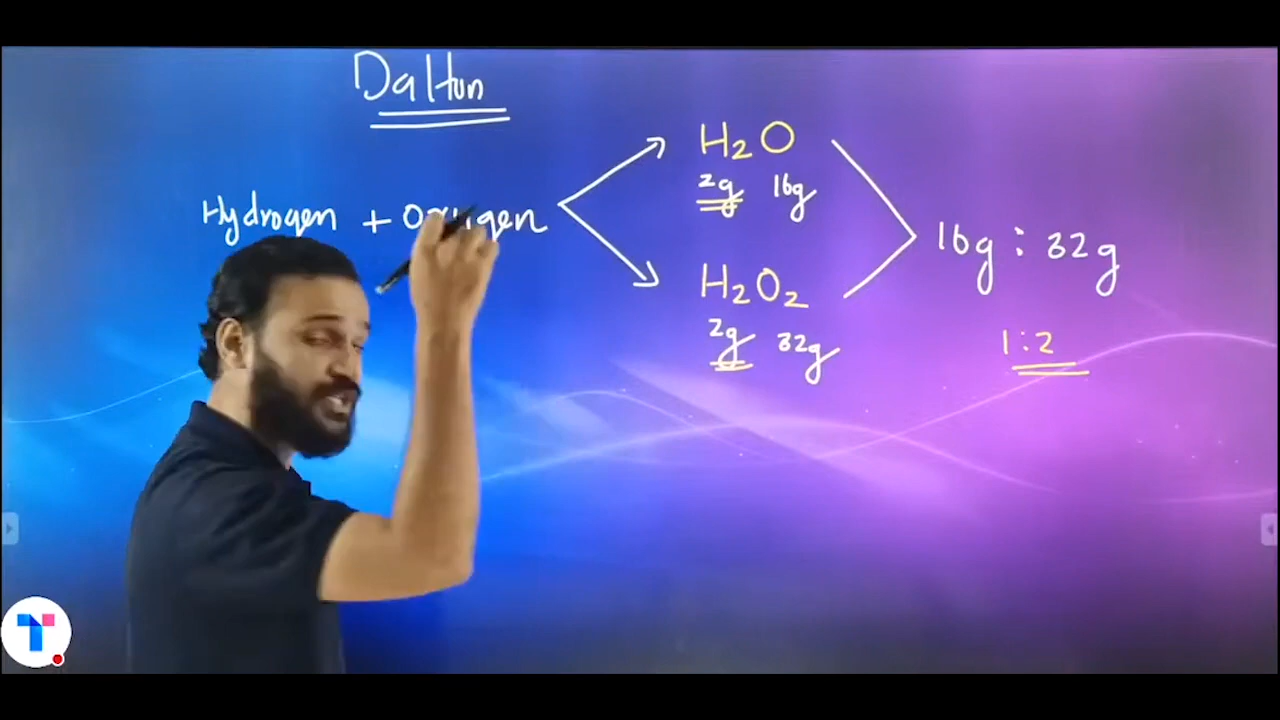 Dalton
Hydrogen + Oxygen
H2O
2g 16g
H2O2
2g 32g
16g : 32g
1:2